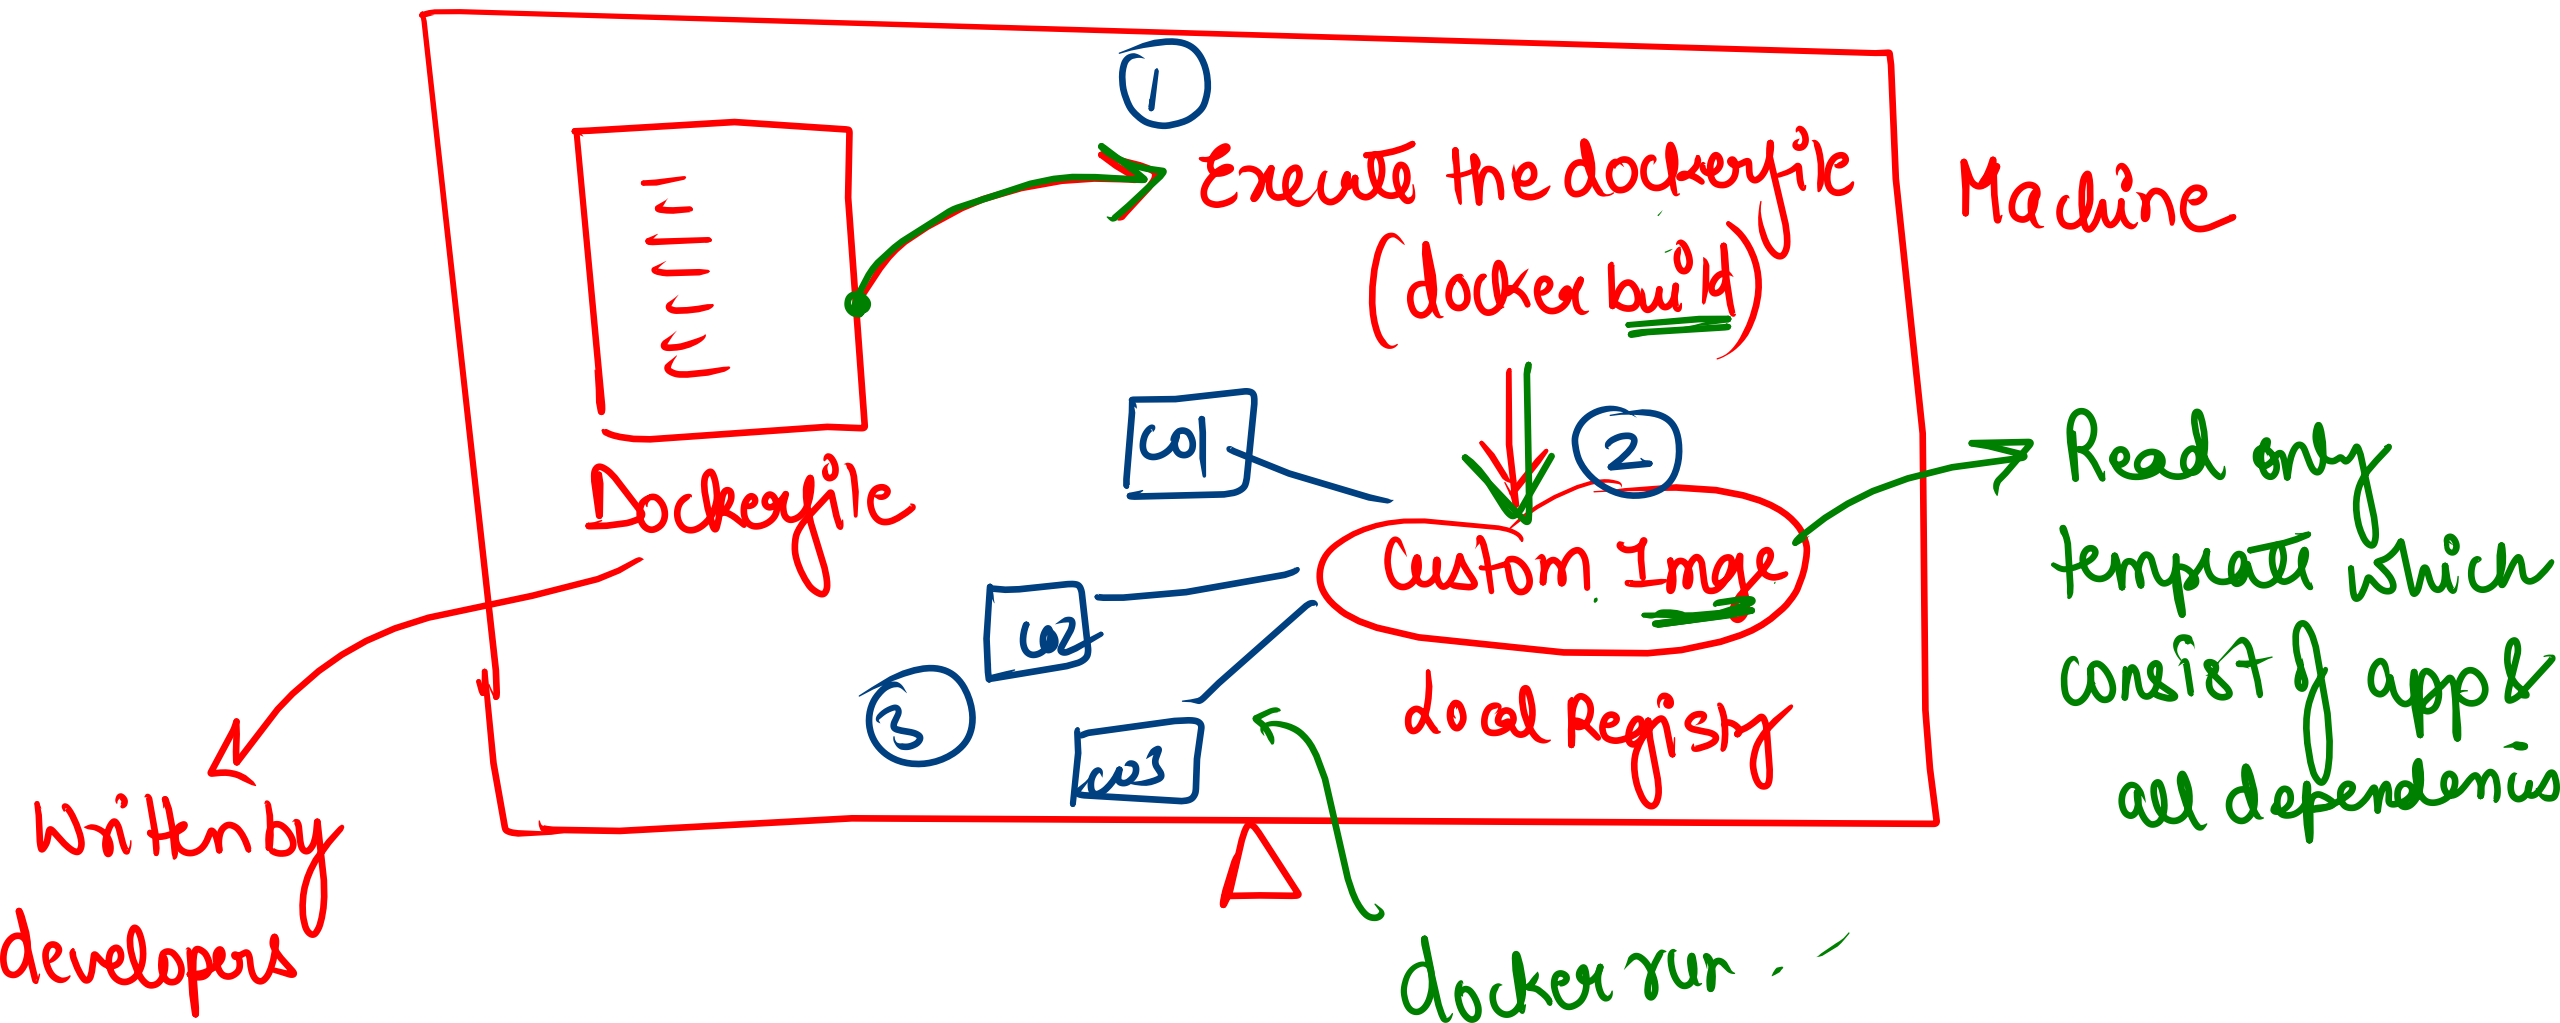 1
Execute the dockerfile
(docker build)
Machine
Dockerfile
C01
2
Custom Image
Read only
template which
consist of app &
all dependencies
C02
3
C03
Local Registry
Written by
developers
docker run . -